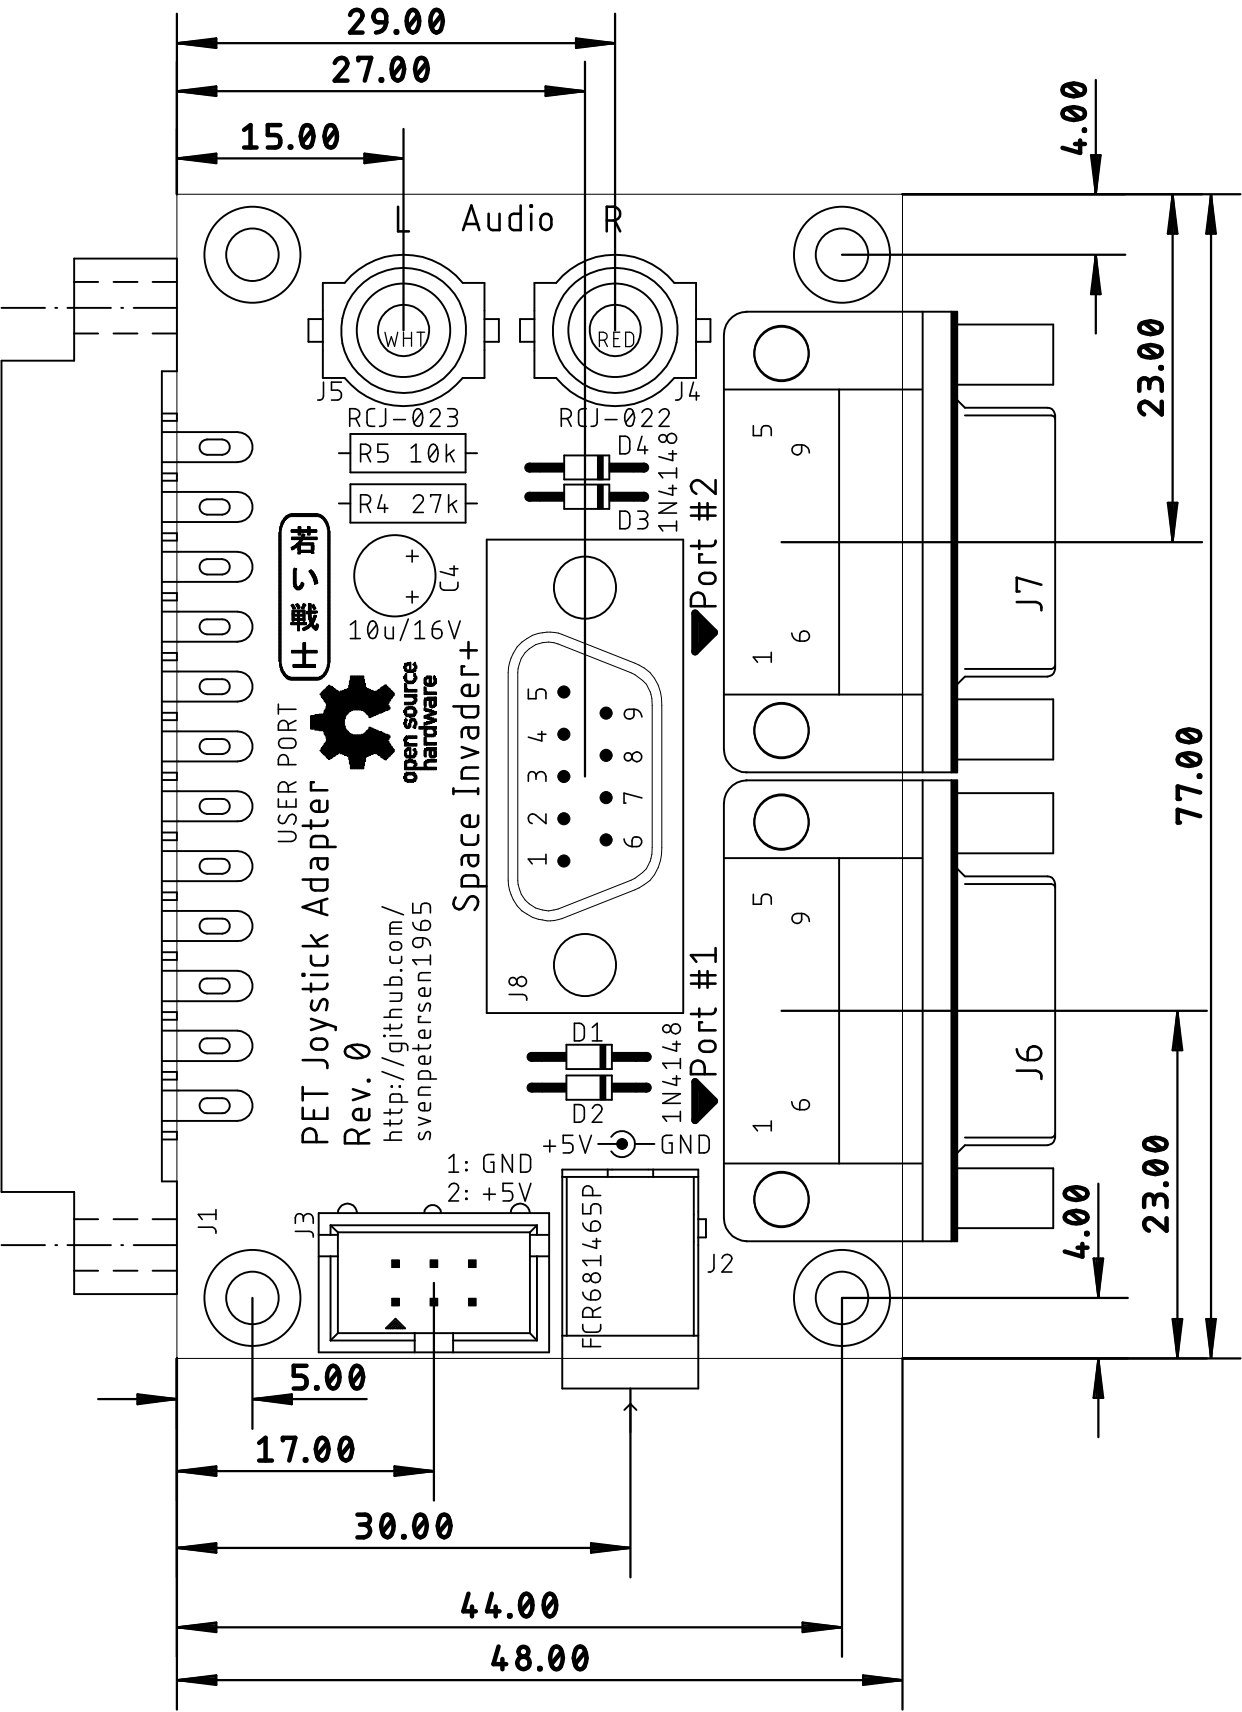 29.00
27.00
15.00
4.00
L Audio R
WHT
RED
J5
J4
RCJ-023
RCJ-022
R5 10k
R4 27k
D4
D3
1N4148
C4
10u/16V
若い戦士
open source
hardware
USER PORT
PET Joystick Adapter
Rev. 0
http://github.com/
svenpetersen1965
Space Invader+
5
4
3
2
1
9
8
7
6
J8
Port #2
5
9
1
6
J7
23.00
77.00
Port #1
5
9
1
6
J6
23.00
4.00
D1
D2
1N4148
+5V GND
1: GND
2: +5V
J1
J3
FCR681465P
J2
5.00
17.00
30.00
44.00
48.00